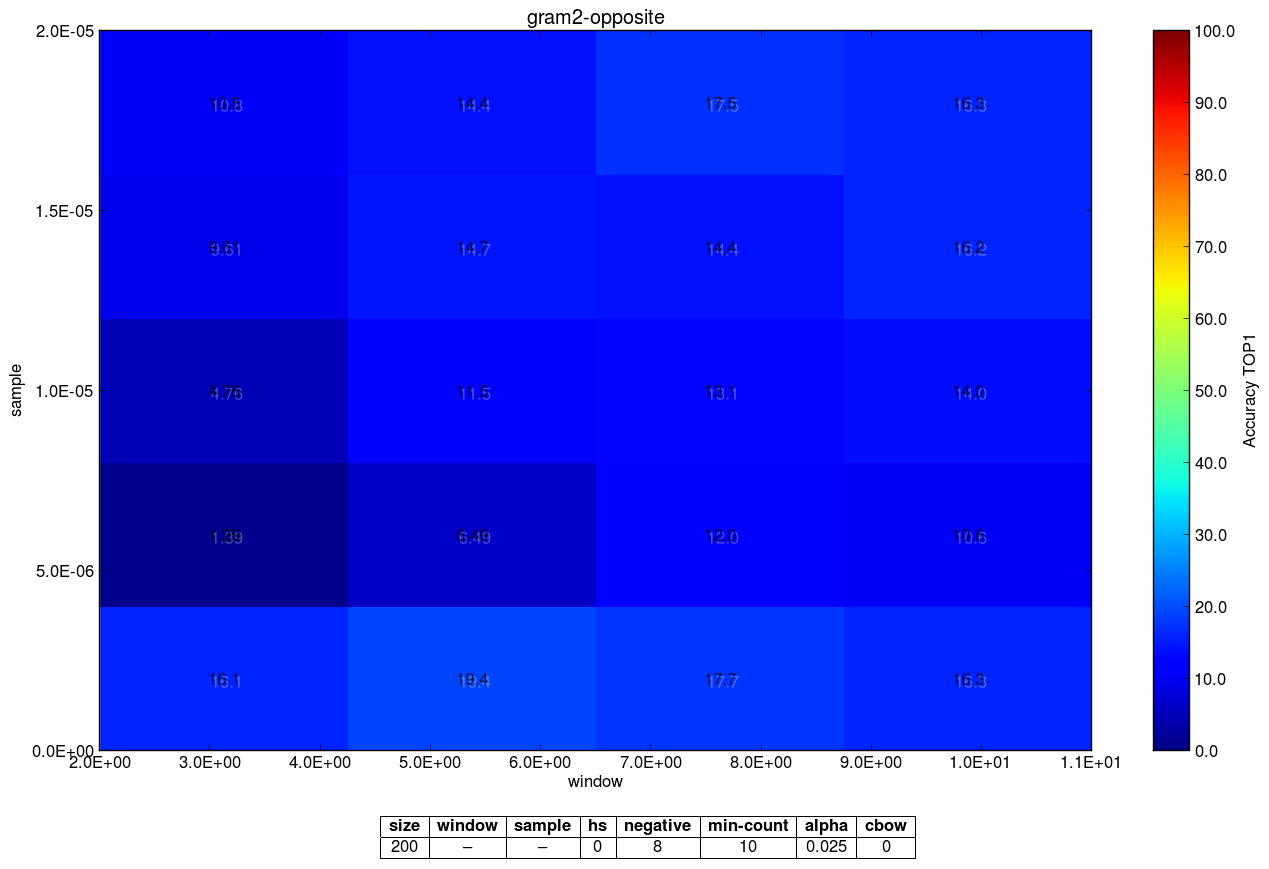 gram2-opposite
2.0E-05
100.0
10.8
14.4
17.5
16.3
90.0
80.0
1.5E-05
9.51
14.7
14.4
16.2
70.0
60.0
sample
1.0E-05
4.76
11.5
13.1
14.0
50.0
Accuracy TOP1
40.0
1.39
6.49
12.0
10.6
30.0
5.0E-06
20.0
16.1
19.4
17.7
16.3
10.0
0.0E+00
0.0
2.0E+00 3.0E+00 4.0E+00 5.0E+00 6.0E+00 7.0E+00 8.0E+00 9.0E+00 1.0E+01 1.1E+01
window
size window sample hs negative min-count alpha cbow
200 – – 0 8 10 0.025 0